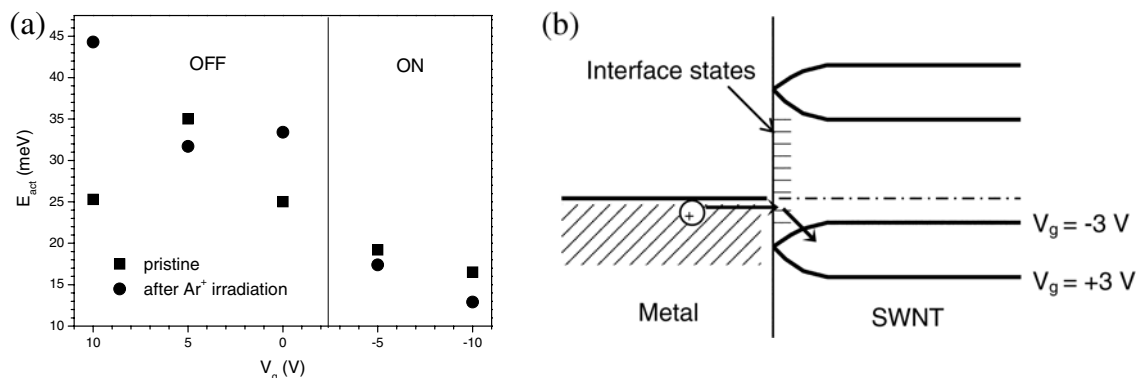 (a)
45
40
35
30
25
20
15
10
E_act (meV)
OFF
ON
pristine
after Ar⁺ irradiation
10 5 0 -5 -10
V_g (V)
(b)
Interface states
+
V_g = -3 V
V_g = +3 V
Metal
SWNT